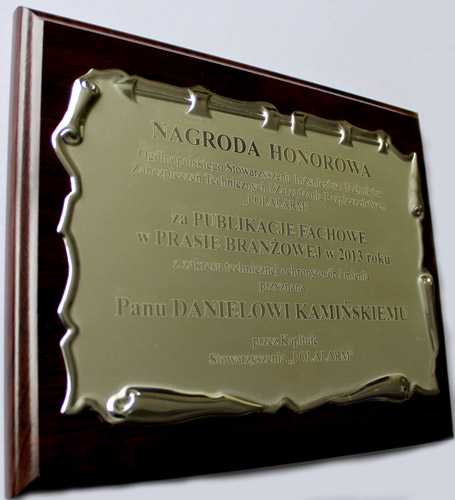 NAGRODA HONOROWA
Ogólnopolskiego Stowarzyszenia Inżynierów i Techników
Zabezpieczeń Technicznych i Zarządzania Bezpieczeństwem
„POLALARM”
za PUBLIKACJE FACHOWE
w PRASIE BRANŻOWEJ w 2013 roku
z zakresu technicznej ochrony osób i mienia
przyznana
Panu DANIELOWI KAMIŃSKIEMU
przez Kapitułę
Stowarzyszenia „POLALARM”